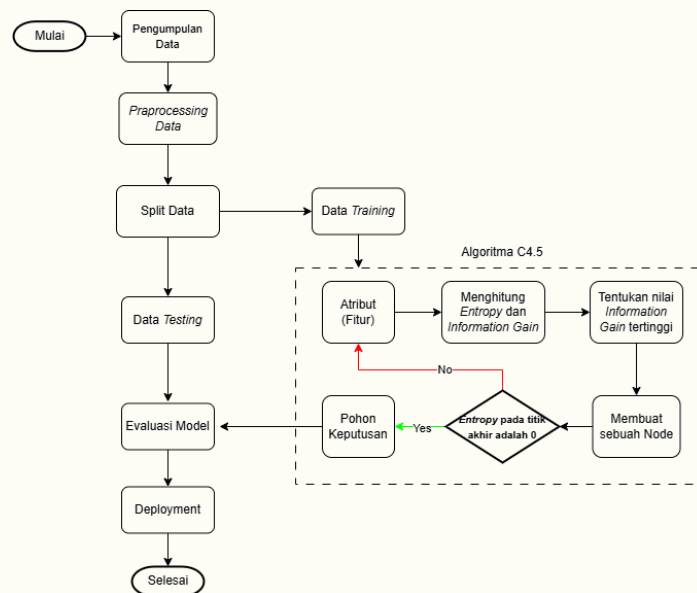 Mulai
Pengumpulan
Data
Praprocessing
Data
Split Data
Data Training
Algoritma C4.5
Atribut
(Fitur)
Menghitung
Entropy dan
Information Gain
Tentukan nilai
Information
Gain tertinggi
Data Testing
No
Evaluasi Model
Pohon
Keputusan
Yes
Entropy pada titik
akhir adalah 0
Membuat
sebuah Node
Deployment
Selesai